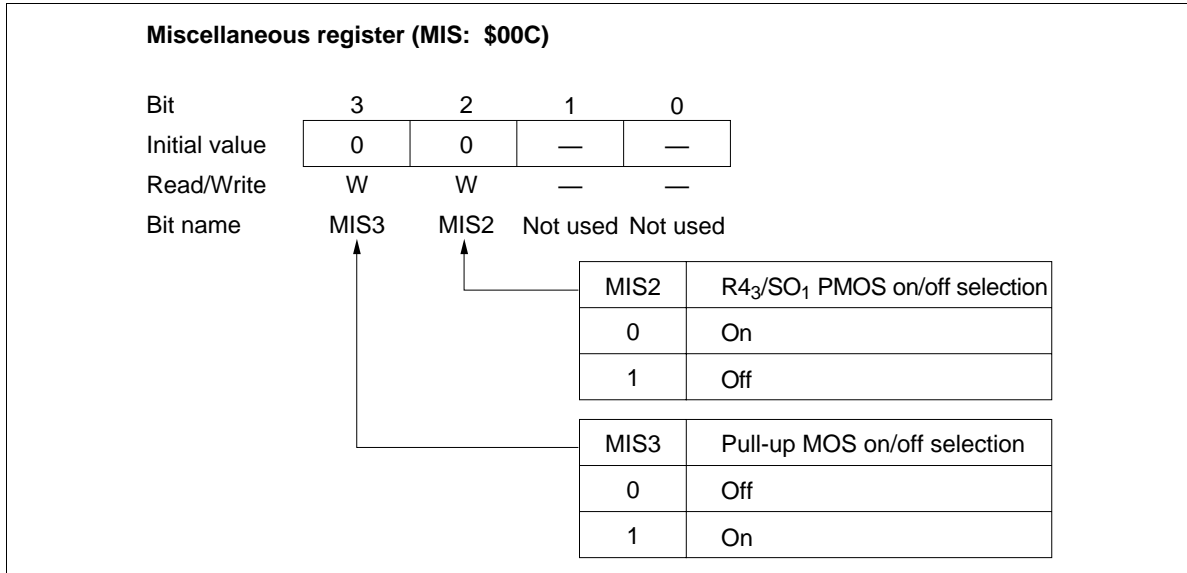 Miscellaneous register (MIS: $00C)
Bit 3 2 1 0
Initial value 0 0 — —
Read/Write W W — —
Bit name MIS3 MIS2 Not used Not used
MIS2 R4₃/SO₁ PMOS on/off selection
0 On
1 Off
MIS3 Pull-up MOS on/off selection
0 Off
1 On